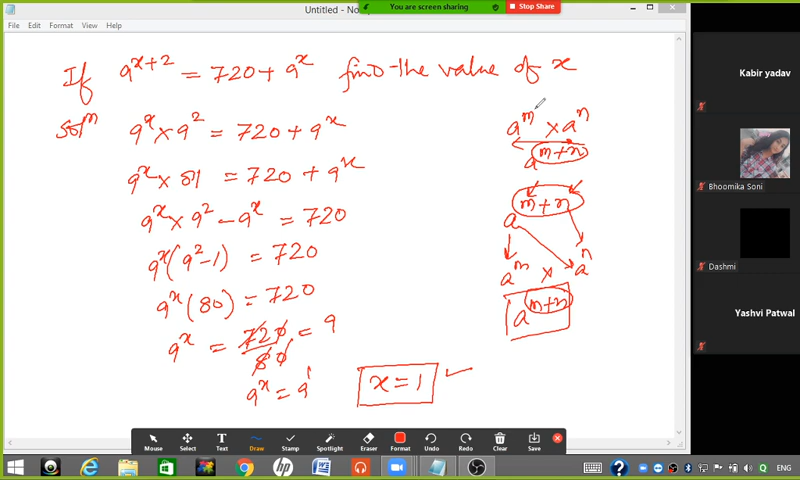 Untitled - No
You are screen sharing
Stop Share
File Edit Format View Help
If 9^{x+2} = 720 + 9^x find the value of x
Solⁿ 9^x × 9^2 = 720 + 9^x
9^x × 81 = 720 + 9^x
9^x × 9^2 - 9^x = 720
9^x (9^2 - 1) = 720
9^x (80) = 720
9^x = 720/80 = 9
9^x = 9^1
x = 1
a^m × a^n
a^{m+n}
a^{m+n}
a^m × a^n
a^{m+n}
Kabir yadav
Bhoomika Soni
Dashmi
Yashvi Patwal
Mouse Select Text Draw Stamp Spotlight Eraser Format Undo Redo Clear Save
hp
ENG